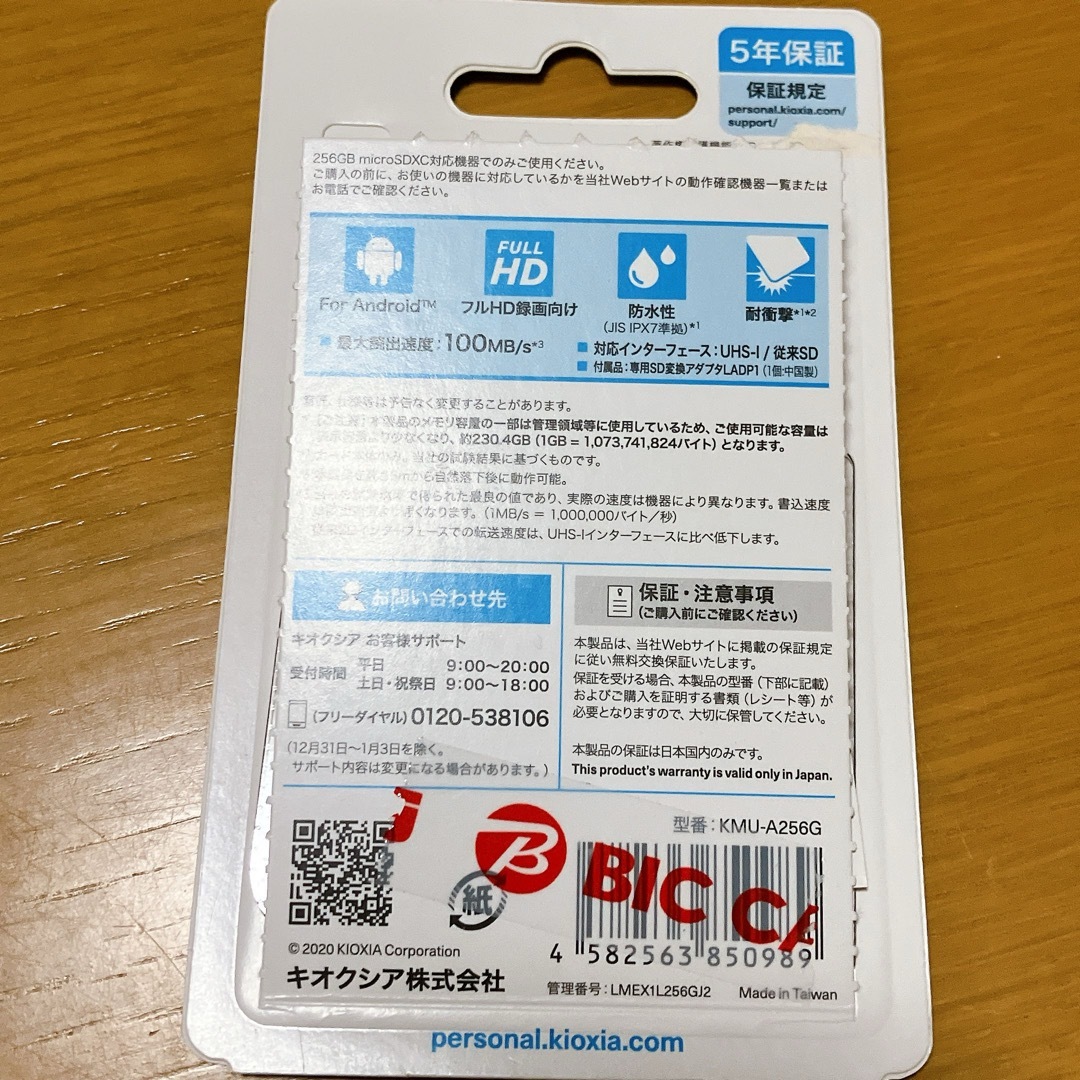 5年保証
保証規定
personal.kioxia.com/
support/
256GB microSDXC対応機器でのみご使用ください。
ご購入の前に、お使いの機器に対応しているかを当社Webサイトの動作確認機器一覧または
お電話でご確認ください。
FULL
HD
For Android™
フルHD録画向け
防水性
(JIS IPX7準拠)*1
耐衝撃*1*2
■ 最大読出速度：100MB/s*3
■ 対応インターフェース：UHS-I / 従来SD
■ 付属品：専用SD変換アダプタLADP1（1個:中国製）
等は予告なく変更することがあります。
製品のメモリ容量の一部は管理領域等に使用しているため、ご使用可能な容量は
少なくなり、約230.4GB（1GB = 1,073,741,824バイト）となります。
当社の試験結果に基づくものです。
から自然落下後に動作可能。
得られた最良の値であり、実際の速度は機器により異なります。書込速度
なります。（1MB/s = 1,000,000バイト／秒）
インターフェースでの転送速度は、UHS-Iインターフェースに比べ低下します。
お問い合わせ先
キオクシア お客様サポート
受付時間
平日 9:00～20:00
土日・祝祭日 9:00～18:00
（フリーダイヤル）0120-538106
（12月31日～1月3日を除く。
サポート内容は変更になる場合があります。）
保証・注意事項
（ご購入前にご確認ください）
本製品は、当社Webサイトに掲載の保証規定
に従い無料交換保証いたします。
保証を受ける場合、本製品の型番（下部に記載）
およびご購入を証明する書類（レシート等）が
必要となりますので、大切に保管してください。
本製品の保証は日本国内のみです。
This product's warranty is valid only in Japan.
型番：KMU-A256G
B BIC CA
紙
4 582563 850989
© 2020 KIOXIA Corporation
キオクシア株式会社
管理番号：LMEX1L256GJ2 Made in Taiwan
personal.kioxia.com